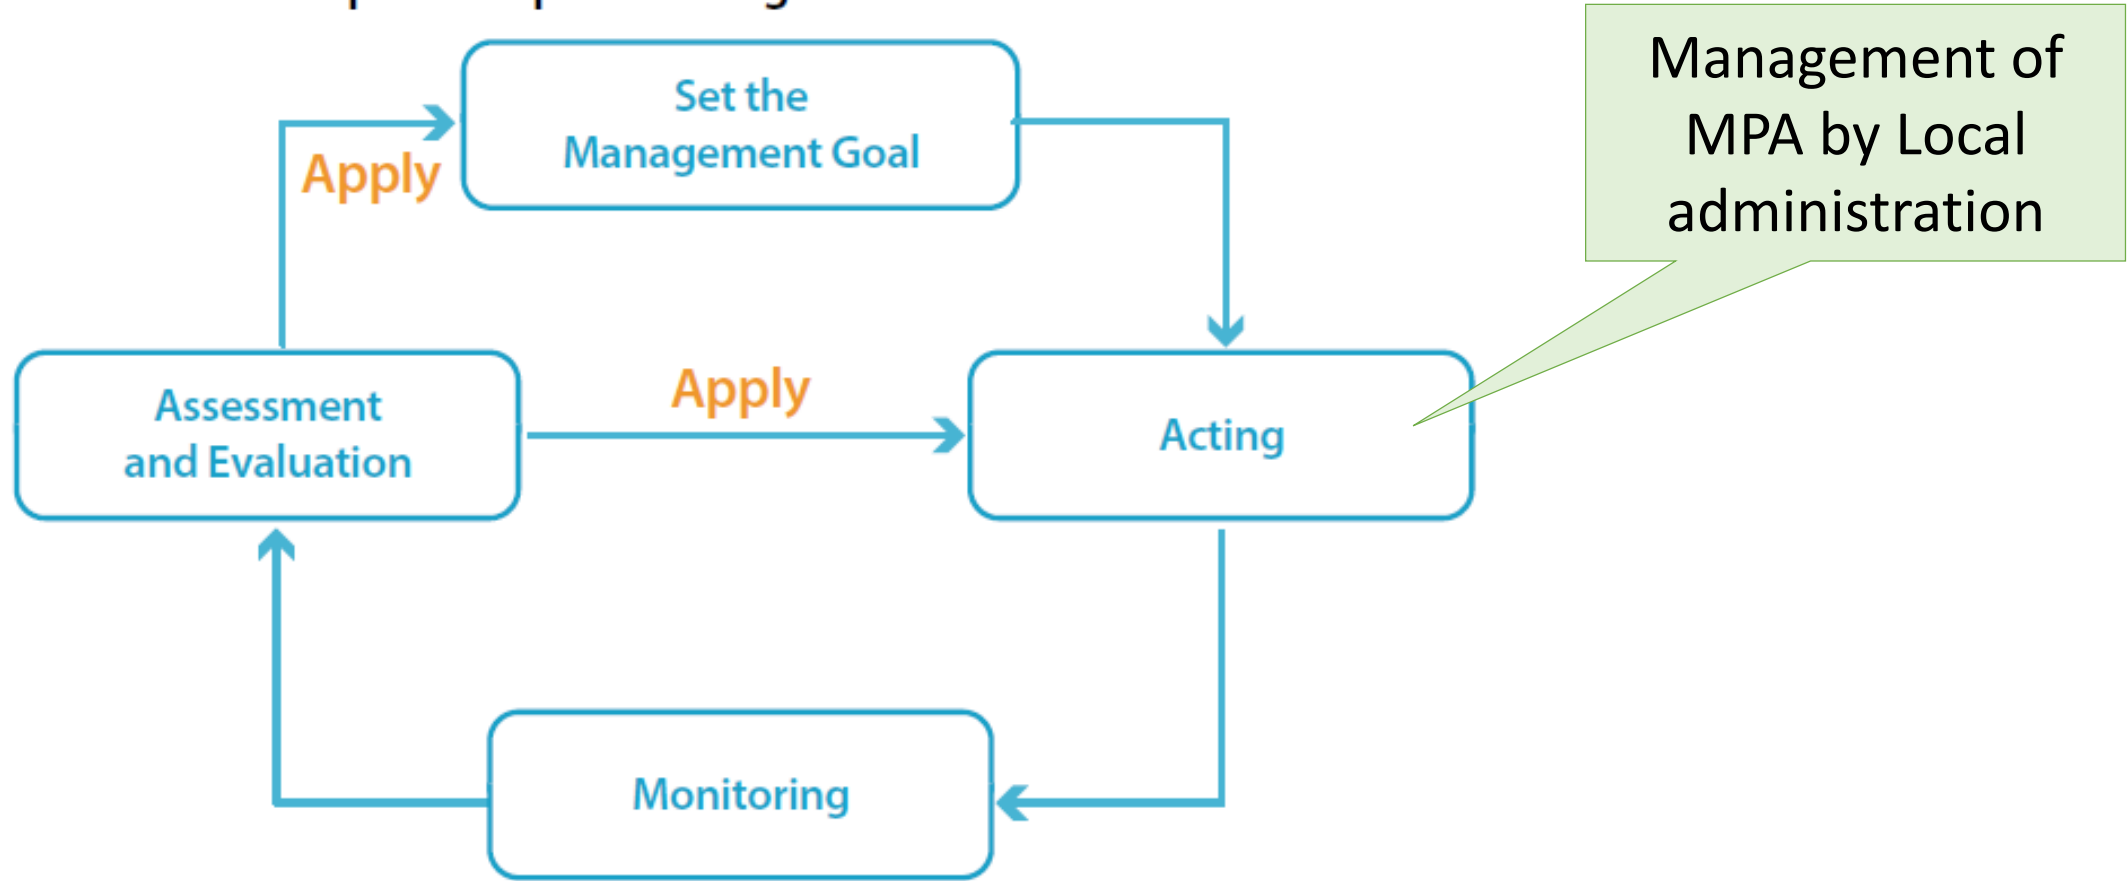 Set the
Management Goal
Management of
MPA by Local
administration
Apply
Assessment
and Evaluation
Apply
Acting
Monitoring